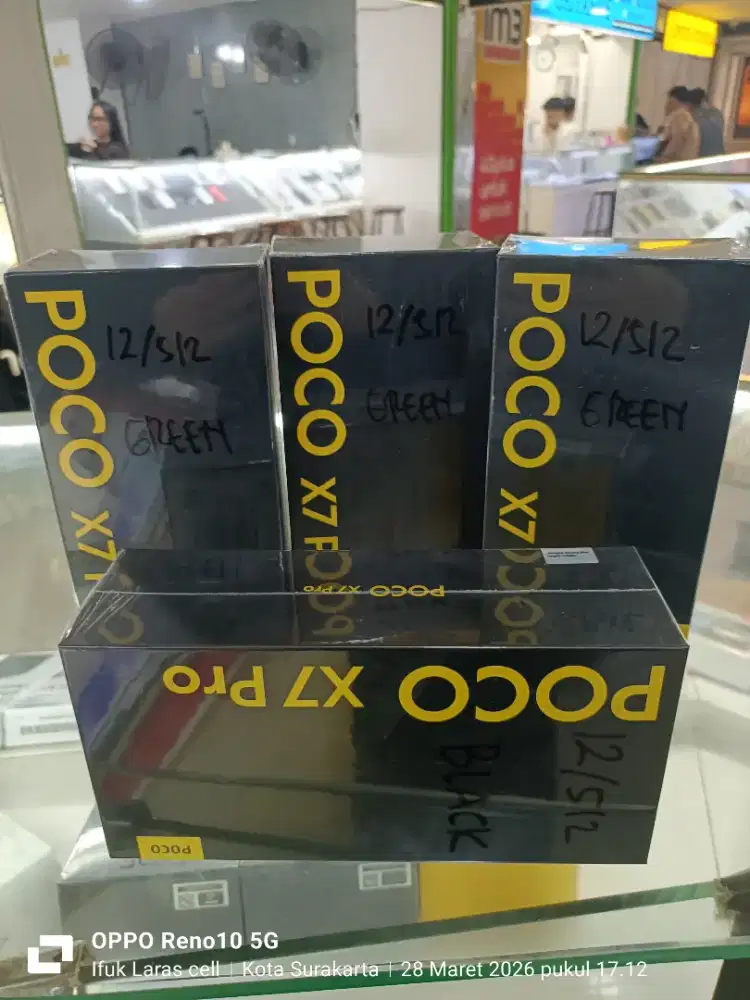 IM3
POCO X7 P
12/512
GREEN
POCO X7 P
12/512
GREEN
POCO X7
12/512
GREEN
POCO X7 Pro
POCO X7 Pro
12/512
BLACK
POCO
OPPO Reno10 5G
Ifuk Laras cell | Kota Surakarta | 28 Maret 2026 pukul 17.12